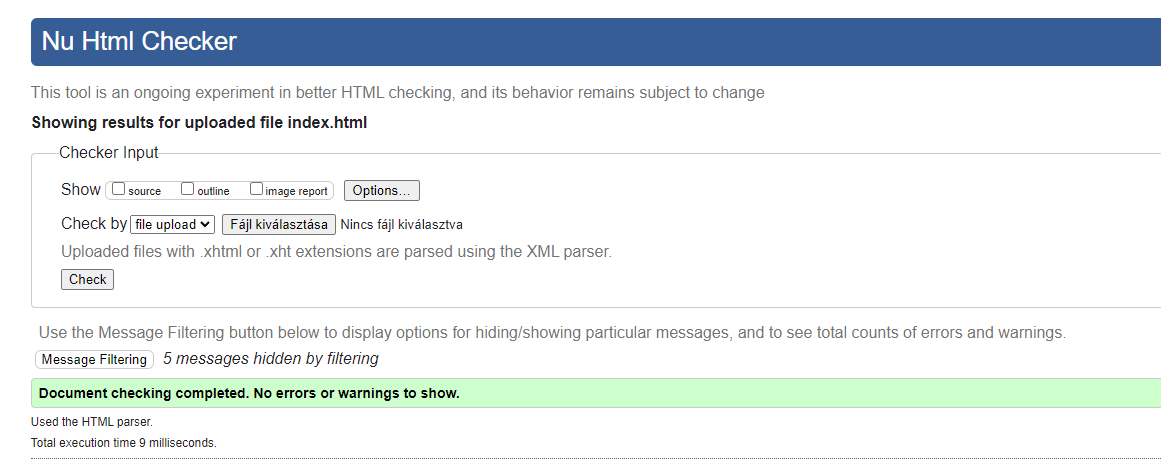 Nu Html Checker
This tool is an ongoing experiment in better HTML checking, and its behavior remains subject to change
Showing results for uploaded file index.html
Checker Input
Show source outline image report Options...
Check by file upload Fájl kiválasztása Nincs fájl kiválasztva
Uploaded files with .xhtml or .xht extensions are parsed using the XML parser.
Check
Use the Message Filtering button below to display options for hiding/showing particular messages, and to see total counts of errors and warnings.
Message Filtering 5 messages hidden by filtering
Document checking completed. No errors or warnings to show.
Used the HTML parser.
Total execution time 9 milliseconds.